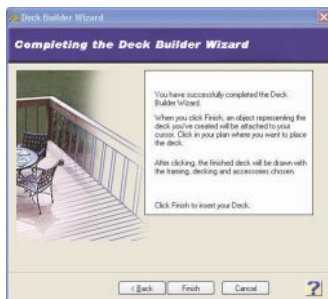 Deck Builder Wizard
Completing the Deck Builder Wizard
You have successfully completed the Deck
Builder Wizard.
When you click Finish, an object representing the
deck you've created will be attached to your
cursor. Click in your plan where you want to place
the deck.
After clicking, the finished deck will be drawn with
the framing, decking and accessories chosen.
Click Finish to insert your Deck.
< Back
Finish
Cancel
?